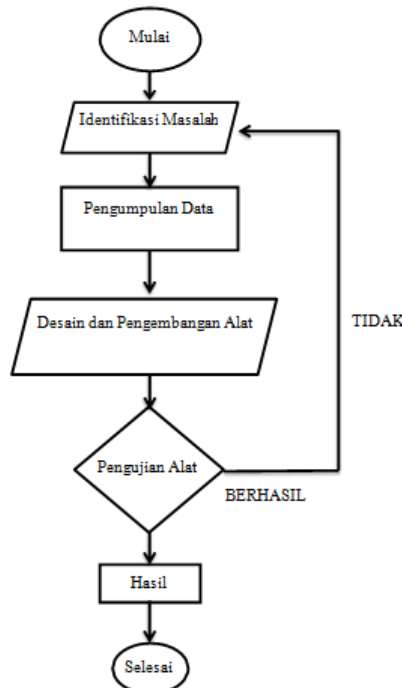 Mulai
Identifikasi Masalah
Pengumpulan Data
Desain dan Pengembangan Alat
TIDAK
Pengujian Alat
BERHASIL
Hasil
Selesai